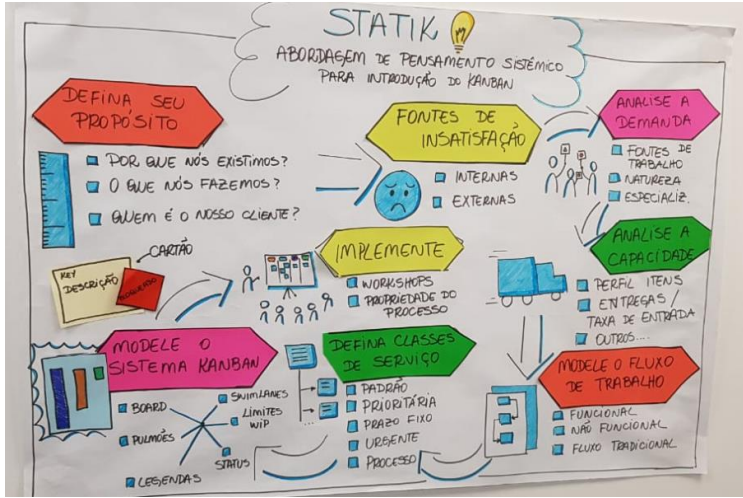 STATIK
ABORDAGEM DE PENSAMENTO SISTÊMICO
PARA INTRODUÇÃO DO KANBAN
DEFINA SEU
PROPÓSITO
POR QUE NÓS EXISTIMOS?
O QUE NÓS FAZEMOS?
QUEM É O NOSSO CLIENTE?
FONTES DE
INSATISFAÇÃO
INTERNAS
EXTERNAS
ANALISE A
DEMANDA
FONTES DE
TRABALHO
NATUREZA
ESPECIALIZ.
ANALISE A
CAPACIDADE
PERFIL ITENS
ENTREGAS /
TAXA DE ENTRADA
OUTROS....
MODELE O FLUXO
DE TRABALHO
FUNCIONAL
NÃO FUNCIONAL
FLUXO TRADICIONAL
DEFINA CLASSES
DE SERVIÇO
PADRÃO
PRIORITÁRIA
PRAZO FIXO
URGENTE
PROCESSO
MODELE O
SISTEMA KANBAN
BOARD
PULMÕES
LEGENDAS
SWIMLANES
LIMITES
WIP
STATUS
CARTÃO
KEY
DESCRIÇÃO
BLOQUEADO
IMPLEMENTE
WORKSHOPS
PROPRIEDADE DO
PROCESSO